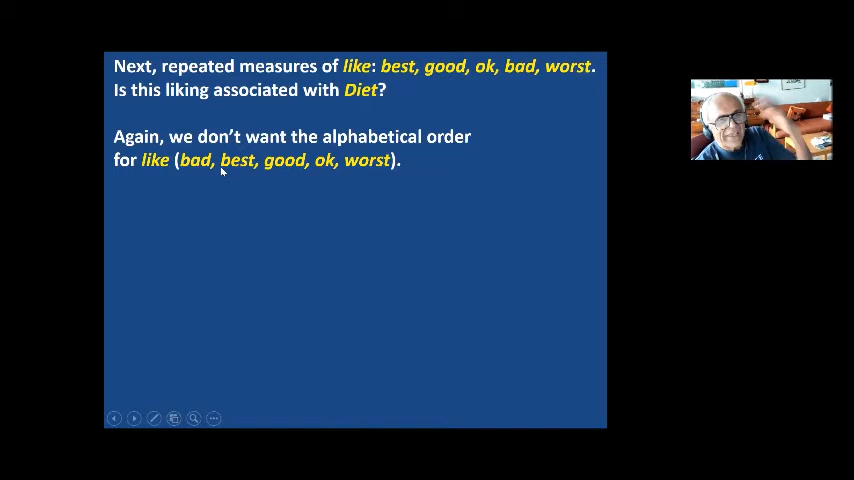 Next, repeated measures of like: best, good, ok, bad, worst.
Is this liking associated with Diet?
Again, we don't want the alphabetical order
for like (bad, best, good, ok, worst).